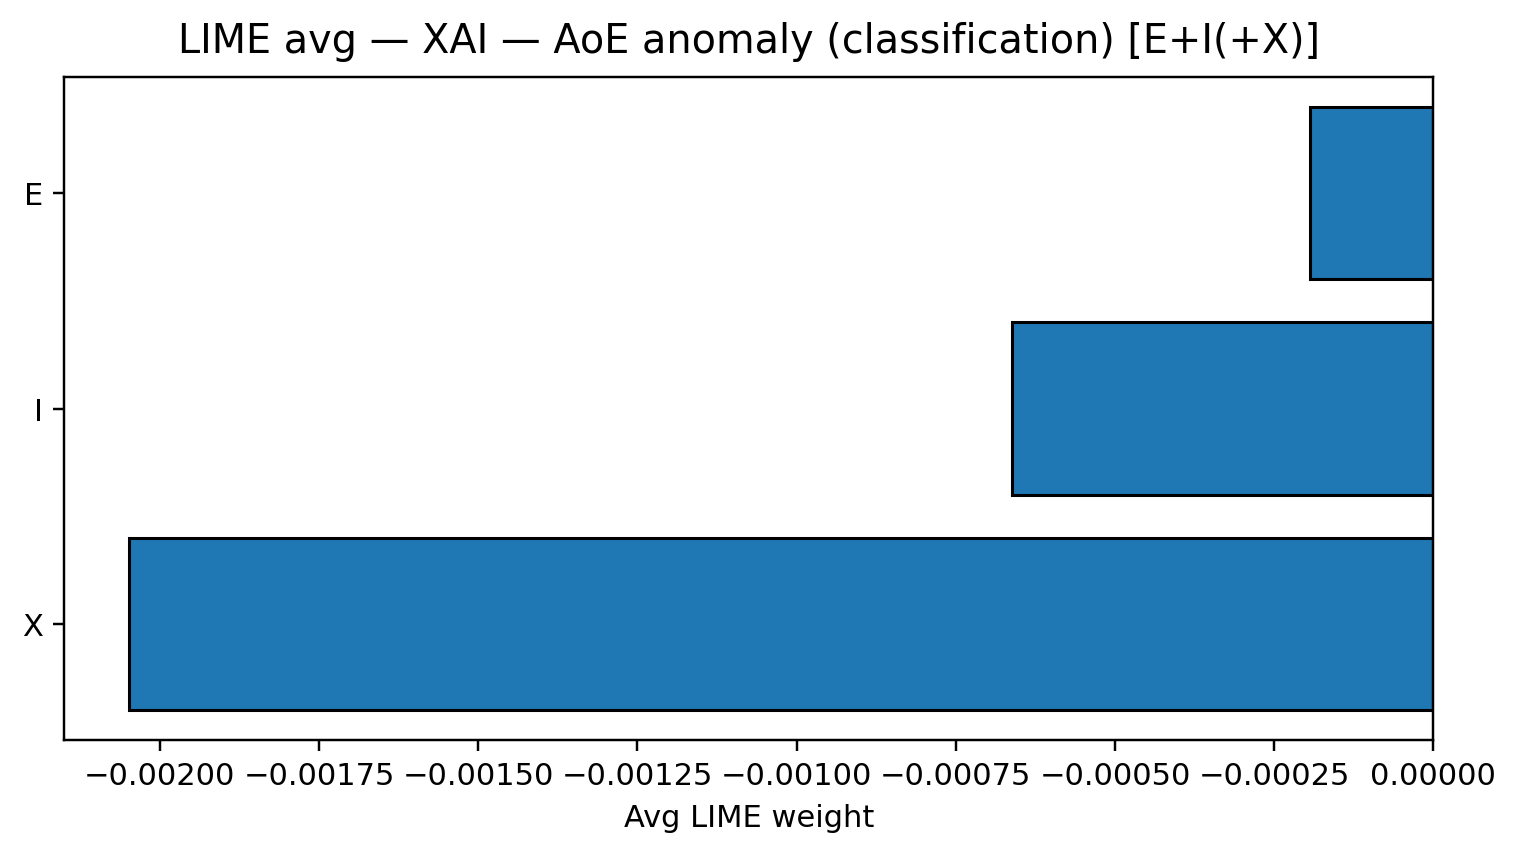 LIME avg — XAI — AoE anomaly (classification) [E+I(+X)]
E
I
X
−0.00200 −0.00175 −0.00150 −0.00125 −0.00100 −0.00075 −0.00050 −0.00025 0.00000
Avg LIME weight